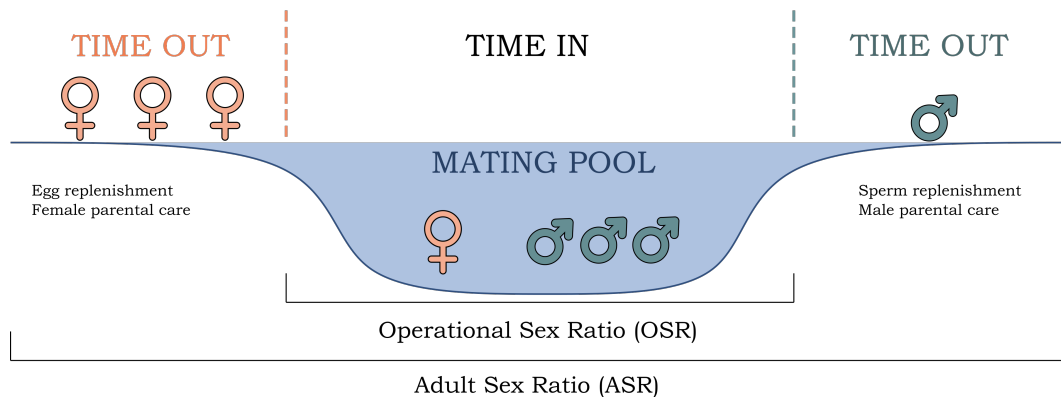 TIME OUT
TIME IN
TIME OUT
MATING POOL
Egg replenishment
Female parental care
Sperm replenishment
Male parental care
Operational Sex Ratio (OSR)
Adult Sex Ratio (ASR)